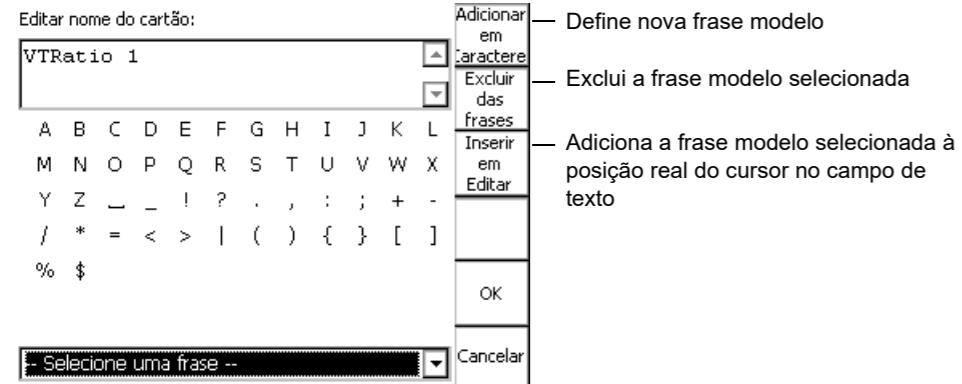 Editar nome do cartão:
VTRatio 1
A B C D E F G H I J K L
M N O P Q R S T U V W X
Y Z ⎵ _ ! ? . , : ; + -
/ * = < > | ( ) { } [ ]
% $
-- Selecione uma frase --
Adicionar
em
Caractere
Excluir
das
frases
Inserir
em
Editar
OK
Cancelar
Define nova frase modelo
Exclui a frase modelo selecionada
Adiciona a frase modelo selecionada à
posição real do cursor no campo de
texto